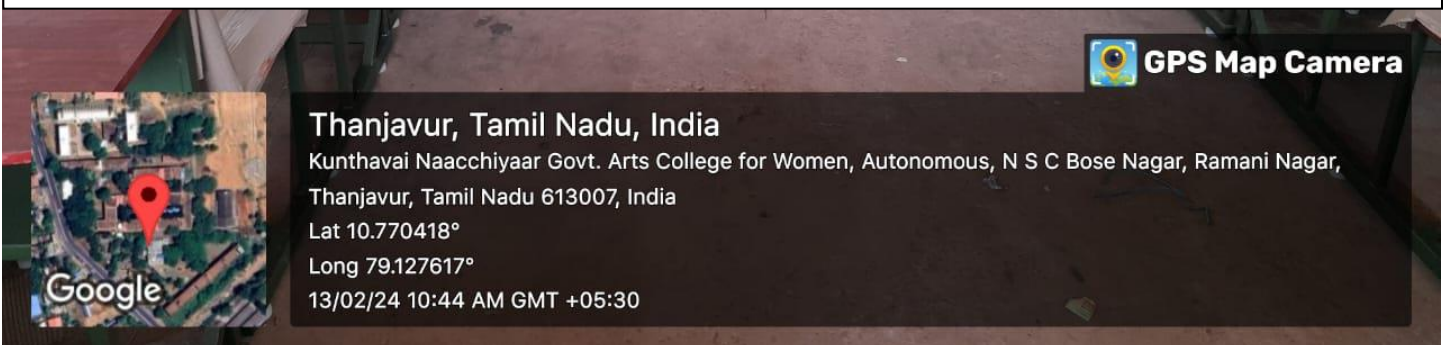 GPS Map Camera
Thanjavur, Tamil Nadu, India
Kunthavai Naacchiyaar Govt. Arts College for Women, Autonomous, N S C Bose Nagar, Ramani Nagar,
Thanjavur, Tamil Nadu 613007, India
Lat 10.770418°
Long 79.127617°
13/02/24 10:44 AM GMT +05:30
Google